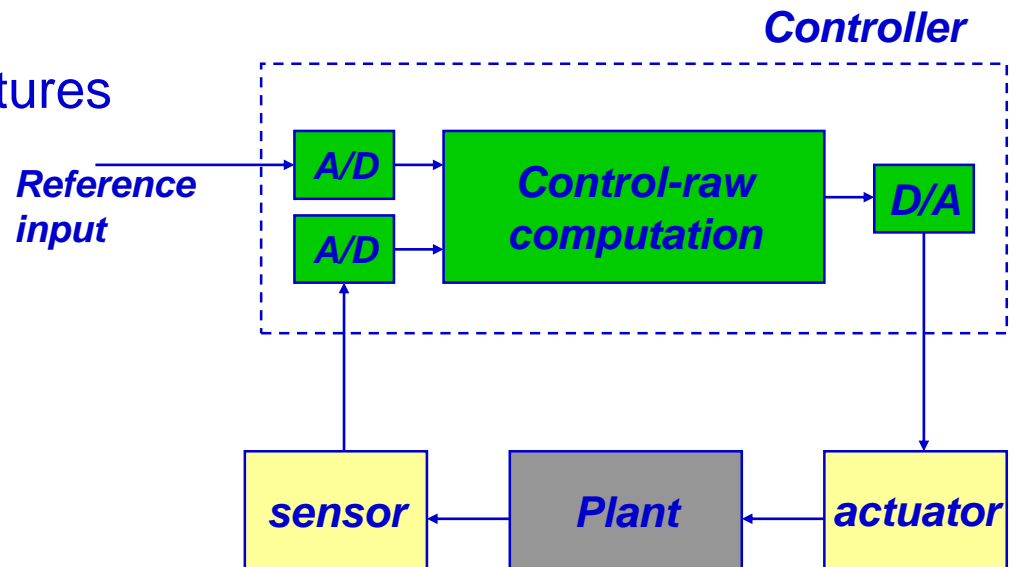 Controller
tures
A/D
Reference
input
Control-raw
computation
D/A
A/D
sensor
Plant
actuator